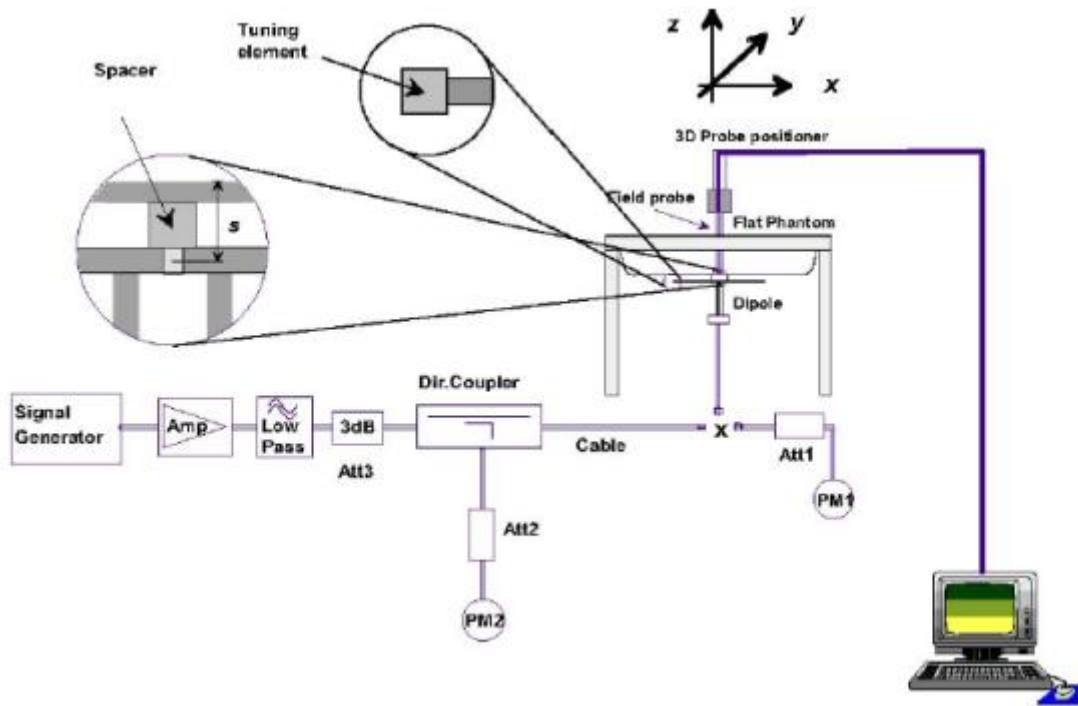 z
y
x
Tuning
element
Spacer
s
3D Probe positioner
Field probe
Flat Phantom
Dipole
Dir.Coupler
Signal
Generator
Amp
Low
Pass
3dB
Att3
Cable
x
Att1
PM1
Att2
PM2